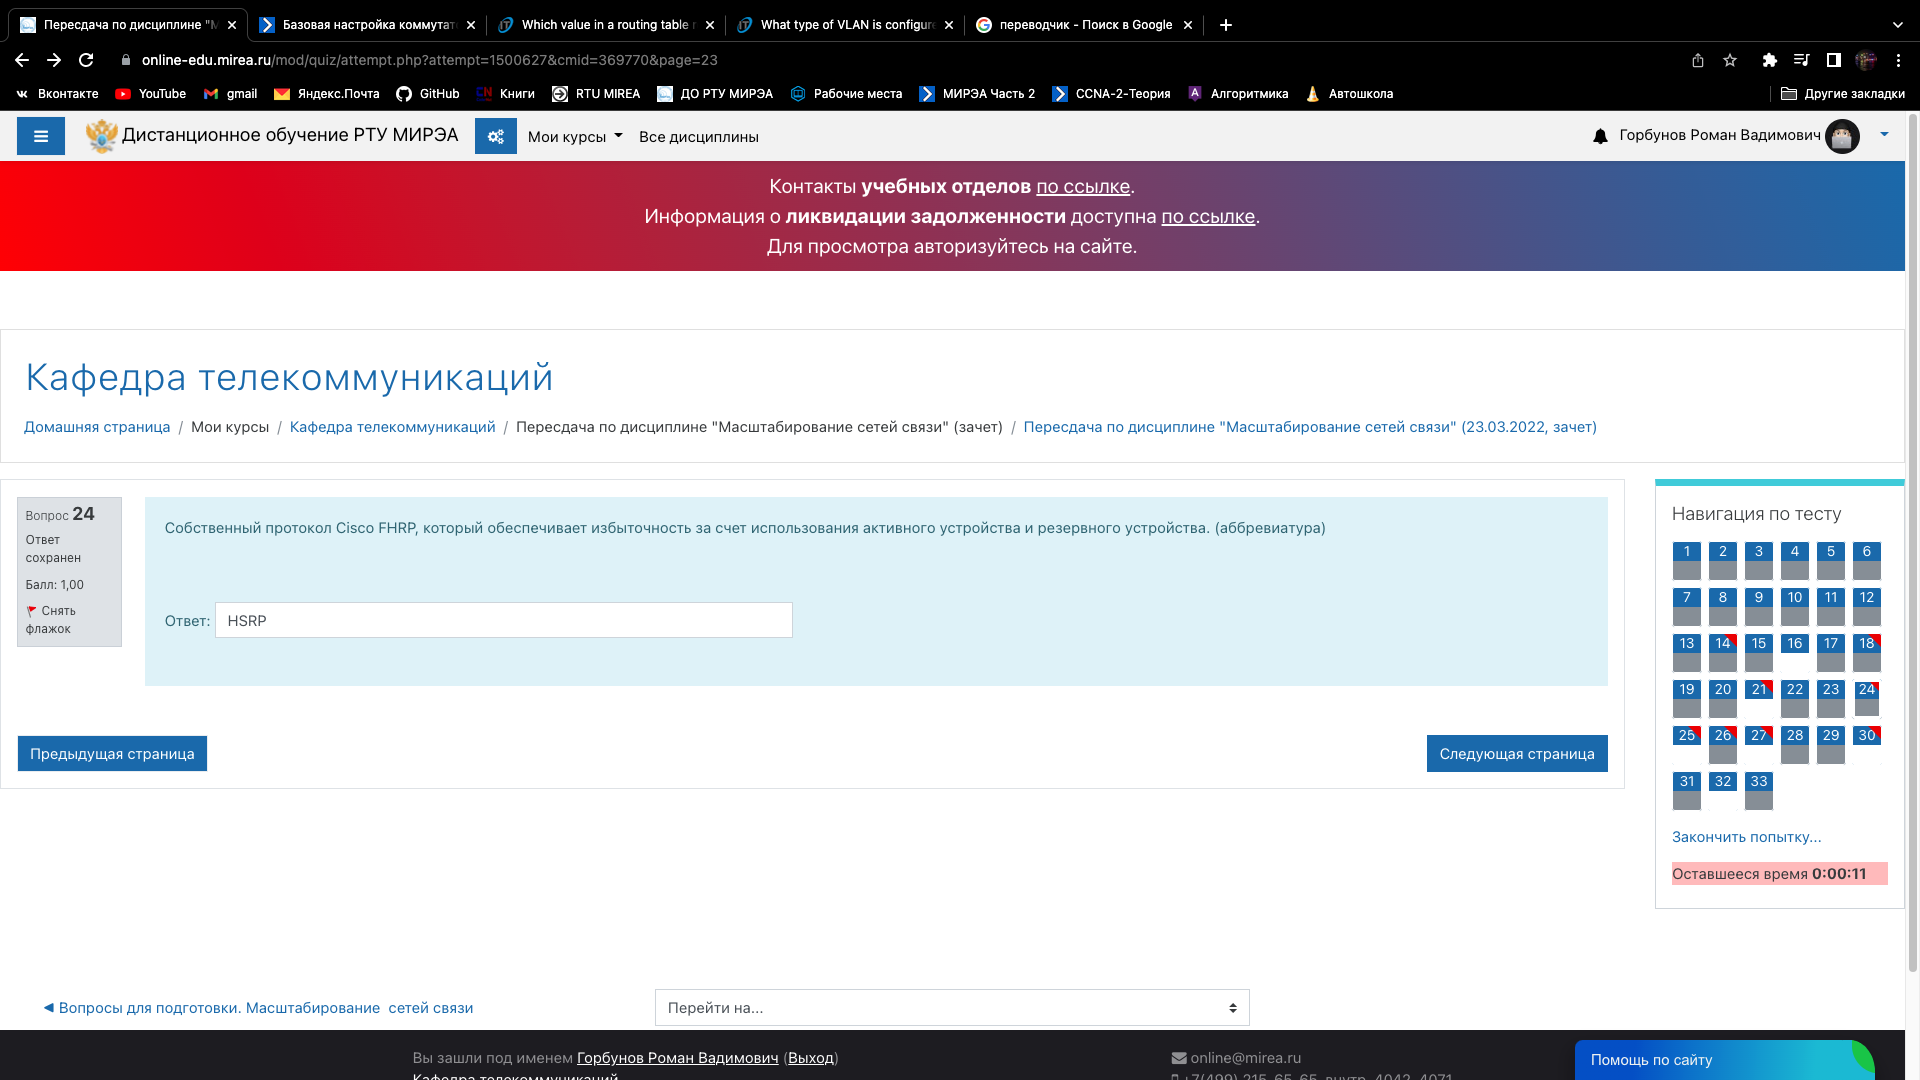 Пересдача по дисциплине "М
Базовая настройка коммутат
Which value in a routing table r
What type of VLAN is configure
переводчик - Поиск в Google
online-edu.mirea.ru/mod/quiz/attempt.php?attempt=1500627&cmid=369770&page=23
Вконтакте
YouTube
gmail
Яндекс.Почта
GitHub
CN Книги
RTU MIREA
ДО РТУ МИРЭА
Рабочие места
МИРЭА Часть 2
CCNA-2-Теория
A Алгоритмика
Автошкола
Другие закладки
Дистанционное обучение РТУ МИРЭА
Мои курсы
Все дисциплины
Горбунов Роман Вадимович
Контакты учебных отделов по ссылке.
Информация о ликвидации задолженности доступна по ссылке.
Для просмотра авторизуйтесь на сайте.
Кафедра телекоммуникаций
Домашняя страница / Мои курсы / Кафедра телекоммуникаций / Пересдача по дисциплине "Масштабирование сетей связи" (зачет) / Пересдача по дисциплине "Масштабирование сетей связи" (23.03.2022, зачет)
Вопрос 24
Ответ
сохранен
Балл: 1,00
Снять
флажок
Собственный протокол Cisco FHRP, который обеспечивает избыточность за счет использования активного устройства и резервного устройства. (аббревиатура)
Ответ: HSRP
Предыдущая страница
Следующая страница
Навигация по тесту
1 2 3 4 5 6
7 8 9 10 11 12
13 14 15 16 17 18
19 20 21 22 23 24
25 26 27 28 29 30
31 32 33
Закончить попытку...
Оставшееся время 0:00:11
◄ Вопросы для подготовки. Масштабирование сетей связи
Перейти на...
Вы зашли под именем Горбунов Роман Вадимович (Выход)
Кафедра телекоммуникаций
online@mirea.ru
+7(499) 215-65-65, внутр. 4042, 4071
Помощь по сайту